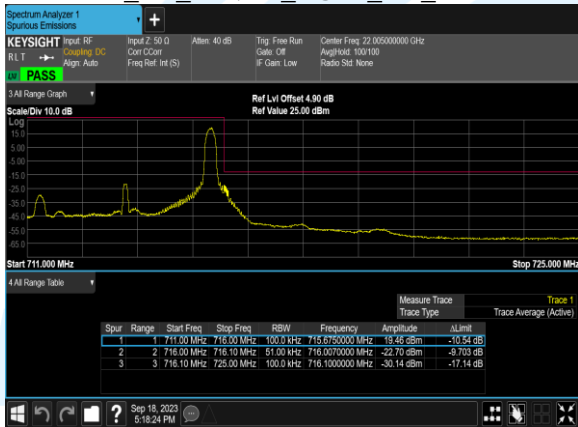 Spectrum Analyzer 1
Spurious Emissions
+
KEYSIGHT Input: RF Input Z: 50 Ω Atten: 40 dB Trig: Free Run Center Freq: 22.005000000 GHz
RLT Coupling: DC Corr CCorr Gate: Off Avg|Hold: 100/100
Align: Auto Freq Ref: Int (S) IF Gain: Low Radio Std: None
PASS
3 All Range Graph
Ref Lvl Offset 4.90 dB
Scale/Div 10.0 dB Ref Value 25.00 dBm
Log
15.0
5.00
-5.00
-15.0
-25.0
-35.0
-45.0
-55.0
-65.0
Start 711.000 MHz Stop 725.000 MHz
4 All Range Table
Measure Trace Trace 1
Trace Type Trace Average (Active)
Spur Range Start Freq Stop Freq RBW Frequency Amplitude ΔLimit
1 1 711.00 MHz 716.00 MHz 100.0 kHz 715.6750000 MHz 19.46 dBm -10.54 dB
2 2 716.00 MHz 716.10 MHz 51.00 kHz 716.0070000 MHz -22.70 dBm -9.703 dB
3 3 716.10 MHz 725.00 MHz 100.0 kHz 716.1000000 MHz -30.14 dBm -17.14 dB
? Sep 18, 2023
5:18:24 PM